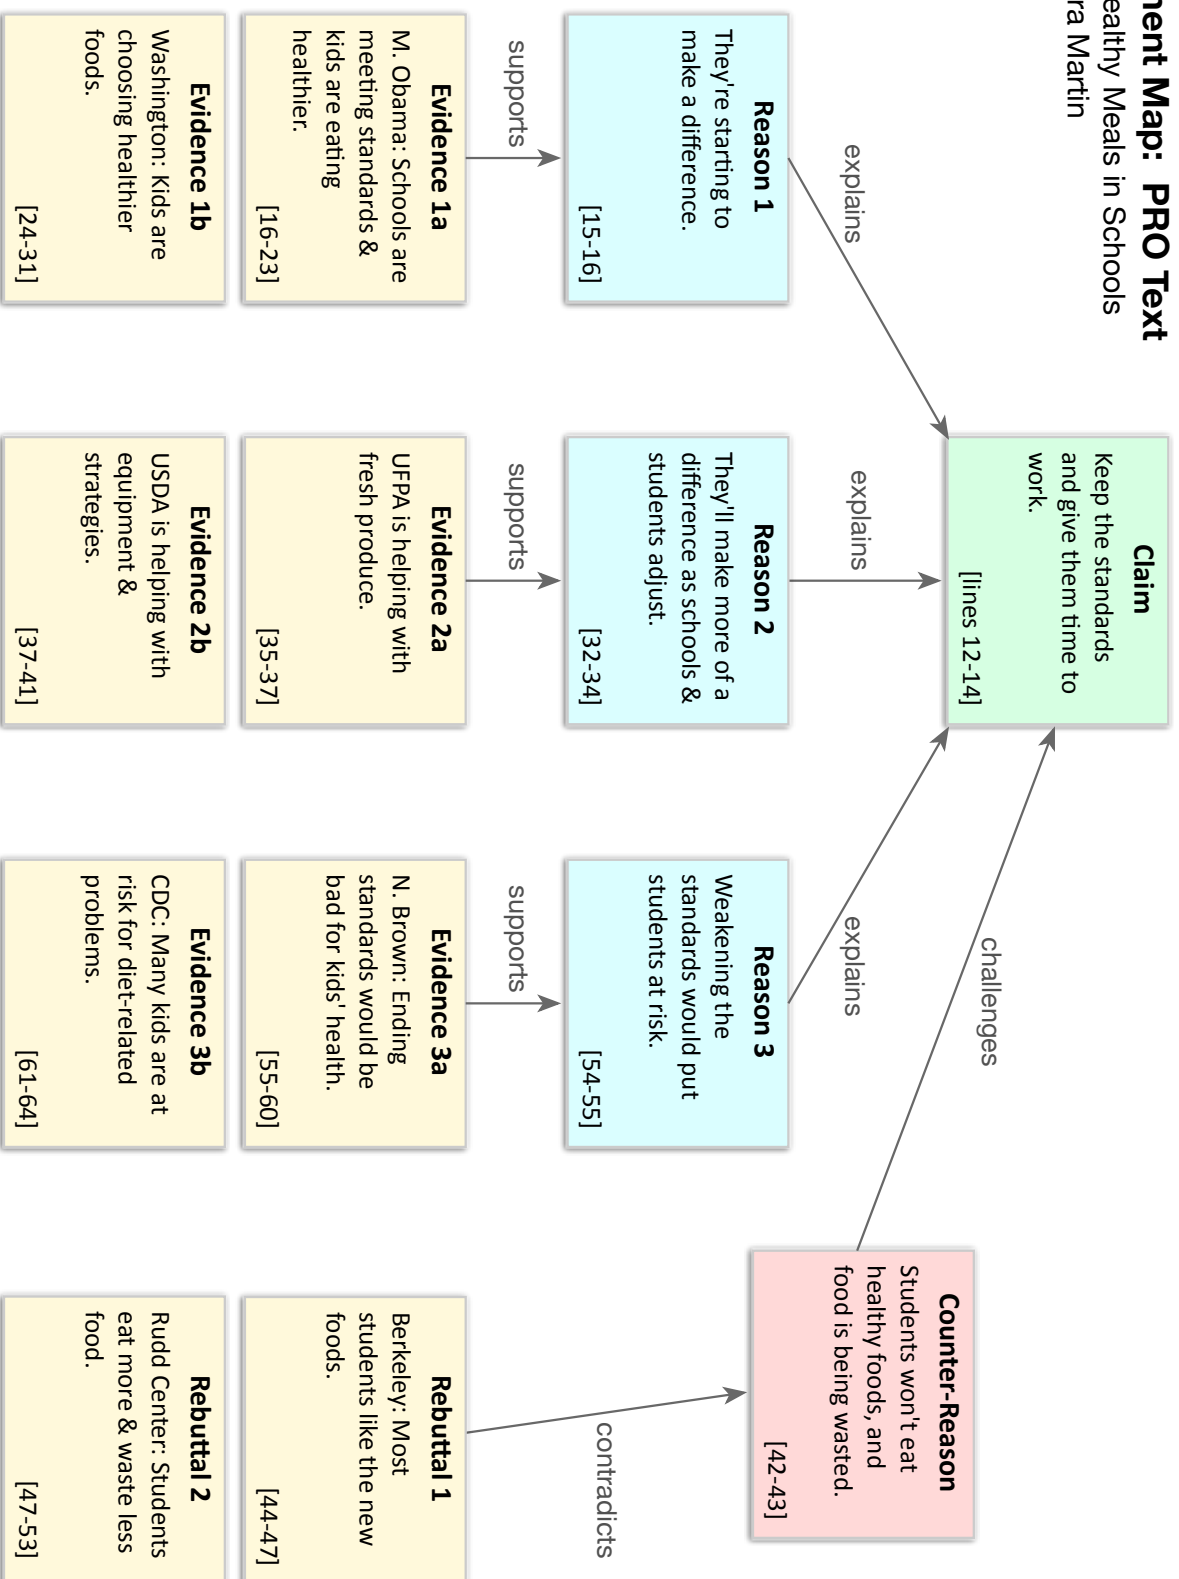 Map: PRO Text
Meals in Schools
Martin
Claim
Keep the standards
and give them time to
work.
[lines 12-14]
explains
explains
explains
challenges
Reason 1
They're starting to
make a difference.
[15-16]
Reason 2
They'll make more of a
difference as schools &
students adjust.
[32-34]
Reason 3
Weakening the
standards would put
students at risk.
[54-55]
Counter-Reason
Students won't eat
healthy foods, and
food is being wasted.
[42-43]
supports
supports
supports
contradicts
Evidence 1a
M. Obama: Schools are
meeting standards &
kids are eating
healthier.
[16-23]
Evidence 2a
UFPA is helping with
fresh produce.
[35-37]
Evidence 3a
N. Brown: Ending
standards would be
bad for kids' health.
[55-60]
Rebuttal 1
Berkeley: Most
students like the new
foods.
[44-47]
Evidence 1b
Washington: Kids are
choosing healthier
foods.
[24-31]
Evidence 2b
USDA is helping with
equipment &
strategies.
[37-41]
Evidence 3b
CDC: Many kids are at
risk for diet-related
problems.
[61-64]
Rebuttal 2
Rudd Center: Students
eat more & waste less
food.
[47-53]